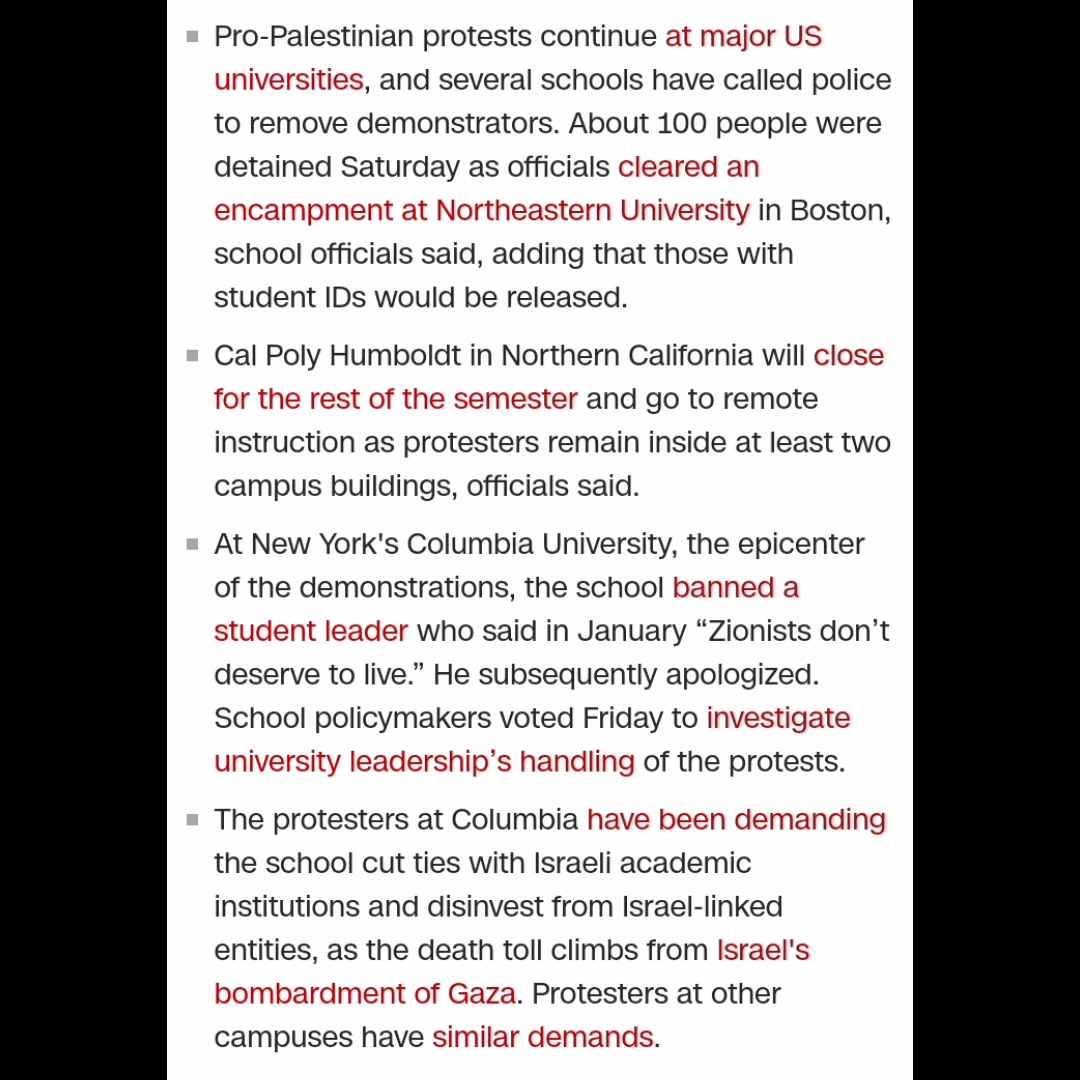 Pro-Palestinian protests continue at major US
universities, and several schools have called police
to remove demonstrators. About 100 people were
detained Saturday as officials cleared an
encampment at Northeastern University in Boston,
school officials said, adding that those with
student IDs would be released.
Cal Poly Humboldt in Northern California will close
for the rest of the semester and go to remote
instruction as protesters remain inside at least two
campus buildings, officials said.
At New York's Columbia University, the epicenter
of the demonstrations, the school banned a
student leader who said in January “Zionists don’t
deserve to live.” He subsequently apologized.
School policymakers voted Friday to investigate
university leadership’s handling of the protests.
The protesters at Columbia have been demanding
the school cut ties with Israeli academic
institutions and disinvest from Israel-linked
entities, as the death toll climbs from Israel's
bombardment of Gaza. Protesters at other
campuses have similar demands.